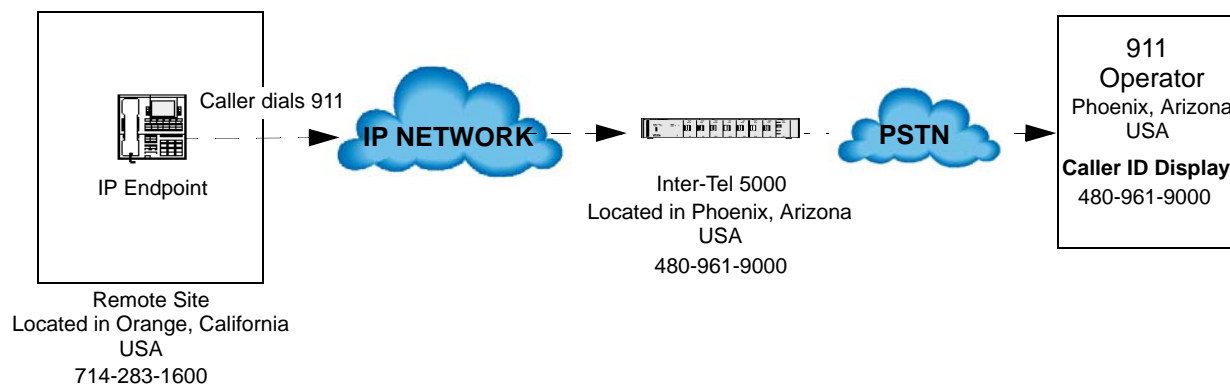 Caller dials 911
IP Endpoint
Remote Site
Located in Orange, California
USA
714-283-1600
IP NETWORK
Inter-Tel 5000
Located in Phoenix, Arizona
USA
480-961-9000
PSTN
911
Operator
Phoenix, Arizona
USA
Caller ID Display
480-961-9000